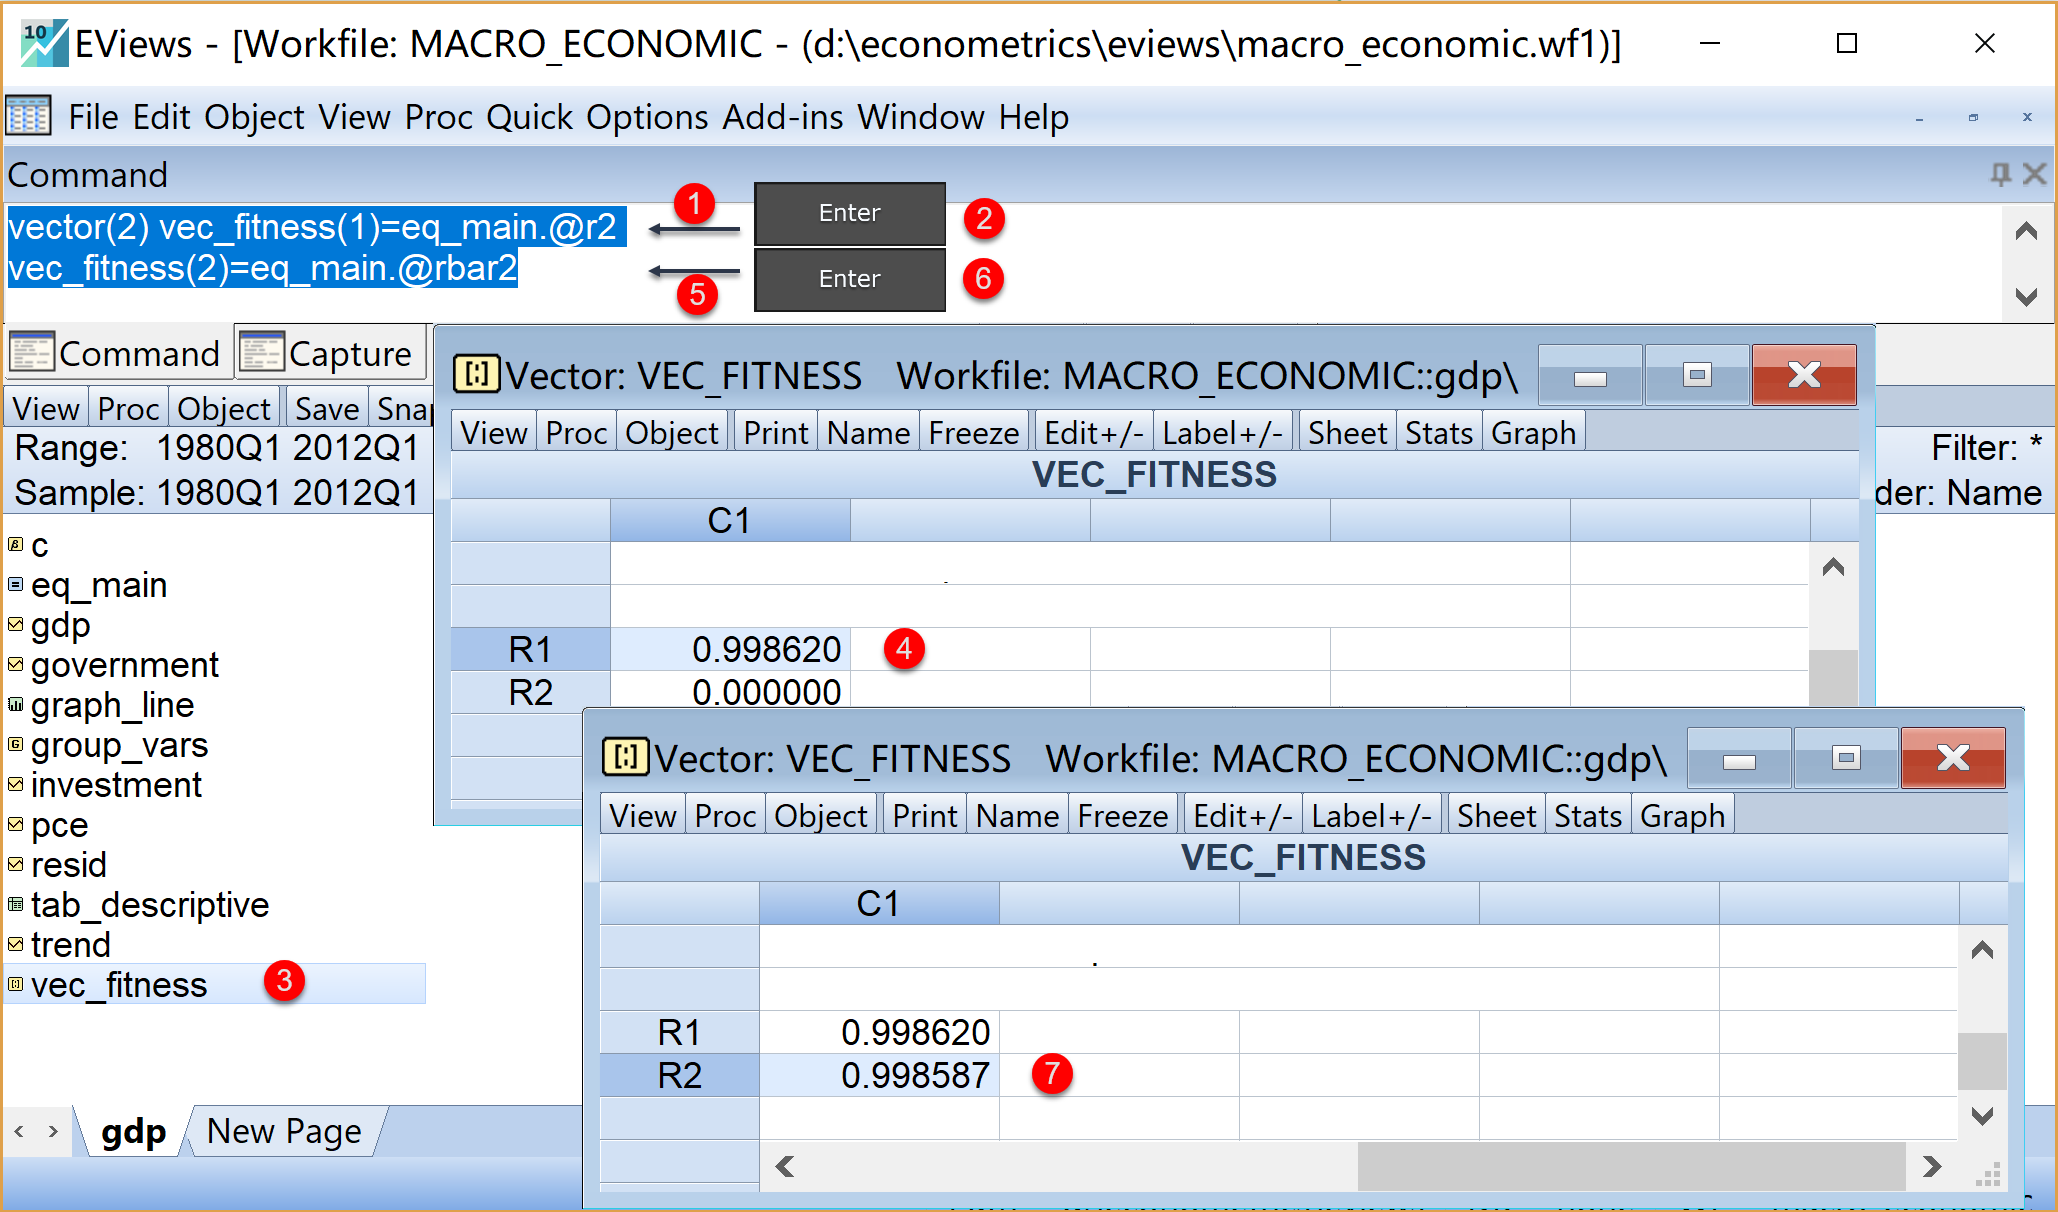 10 EViews - [Workfile: MACRO_ECONOMIC - (d:\econometrics\eviews\macro_economic.wf1)]
File Edit Object View Proc Quick Options Add-ins Window Help
Command
vector(2) vec_fitness(1)=eq_main.@r2 1 Enter 2
vec_fitness(2)=eq_main.@rbar2 5 Enter 6
Command Capture
View Proc Object Save
Range: 1980Q1 2012Q1 Filter: *
Sample: 1980Q1 2012Q1 Name
c
eq_main
gdp
government
graph_line
group_vars
investment
pce
resid
tab_descriptive
trend
vec_fitness 3
gdp New Page
Vector: VEC_FITNESS Workfile: MACRO_ECONOMIC::gdp\
View Proc Object Print Name Freeze Edit+/- Label+/- Sheet Stats Graph
VEC_FITNESS
C1
R1 0.998620 4
R2 0.000000
Vector: VEC_FITNESS Workfile: MACRO_ECONOMIC::gdp\
View Proc Object Print Name Freeze Edit+/- Label+/- Sheet Stats Graph
VEC_FITNESS
C1
R1 0.998620
R2 0.998587 7